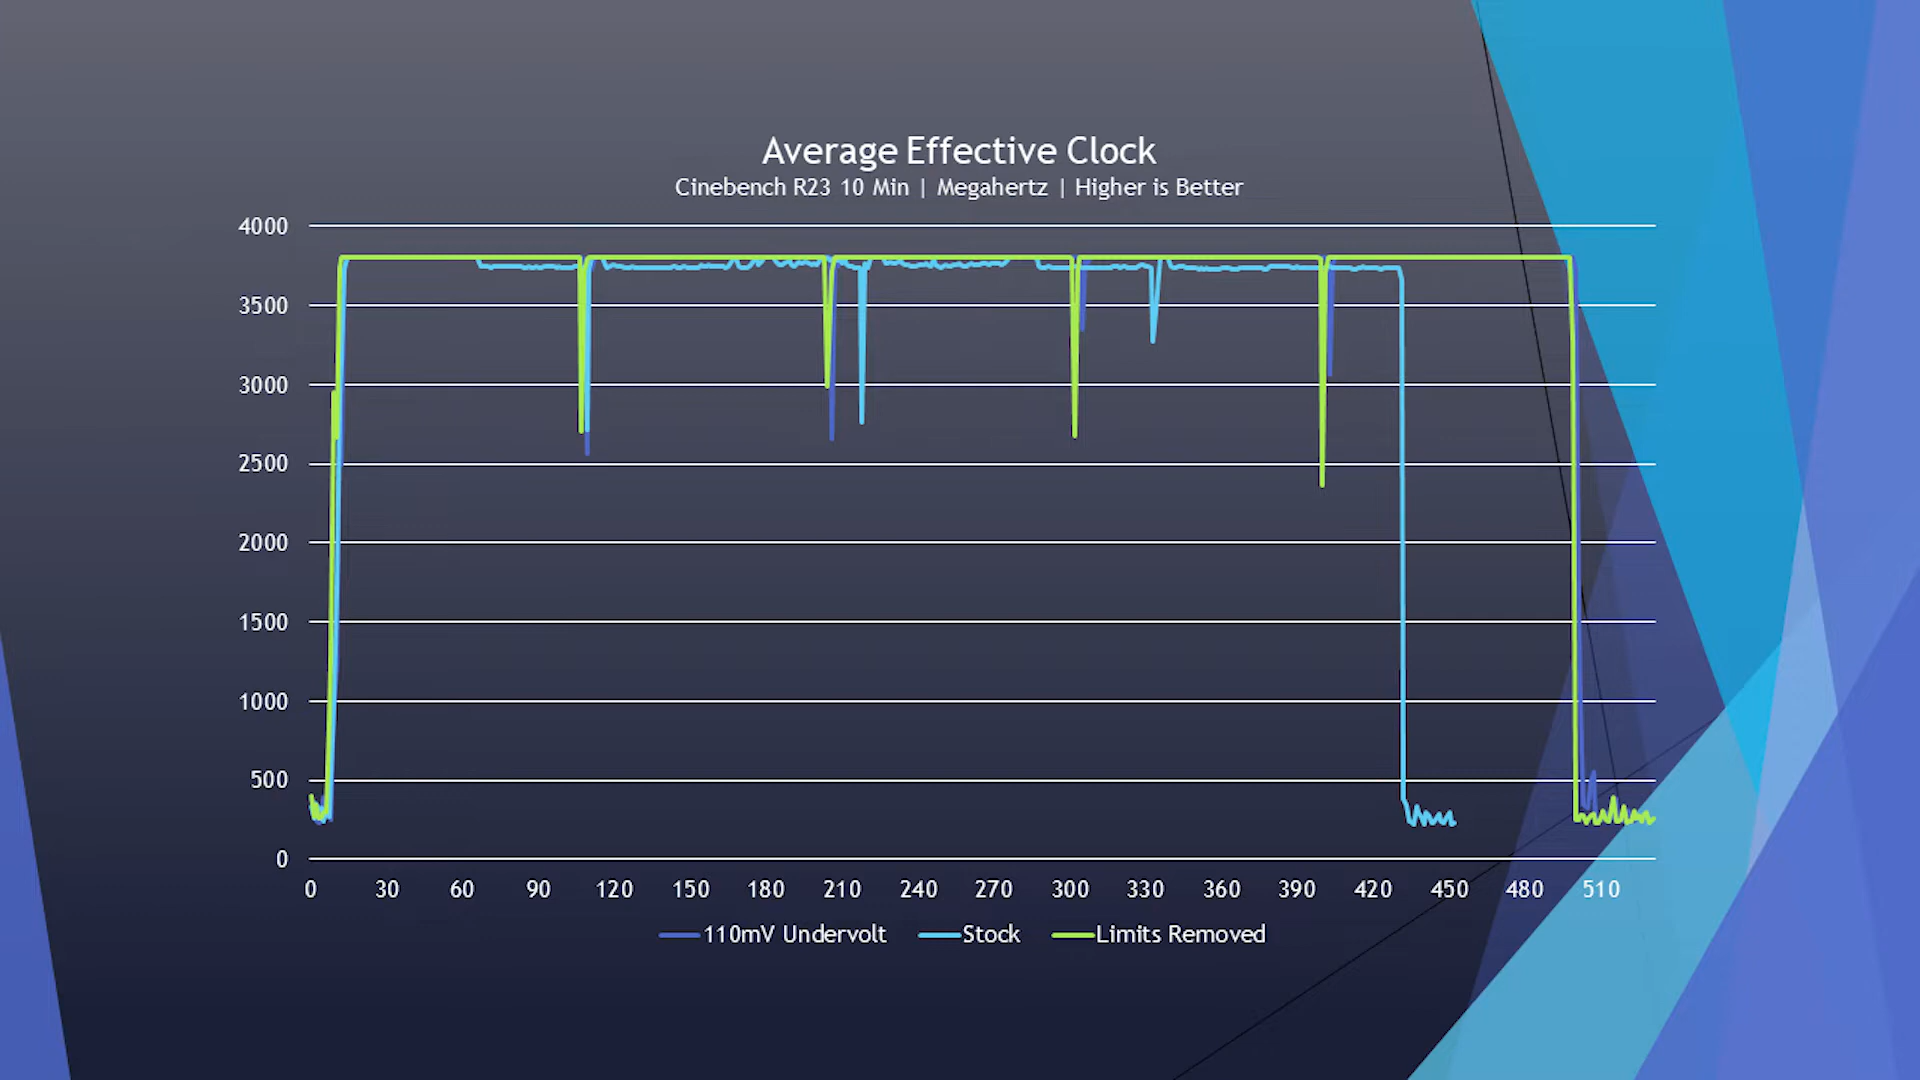 Average Effective Clock
Cinebench R23 10 Min | Megahertz | Higher is Better
4000
3500
3000
2500
2000
1500
1000
500
0
0 30 60 90 120 150 180 210 240 270 300 330 360 390 420 450 480 510
110mV Undervolt Stock Limits Removed